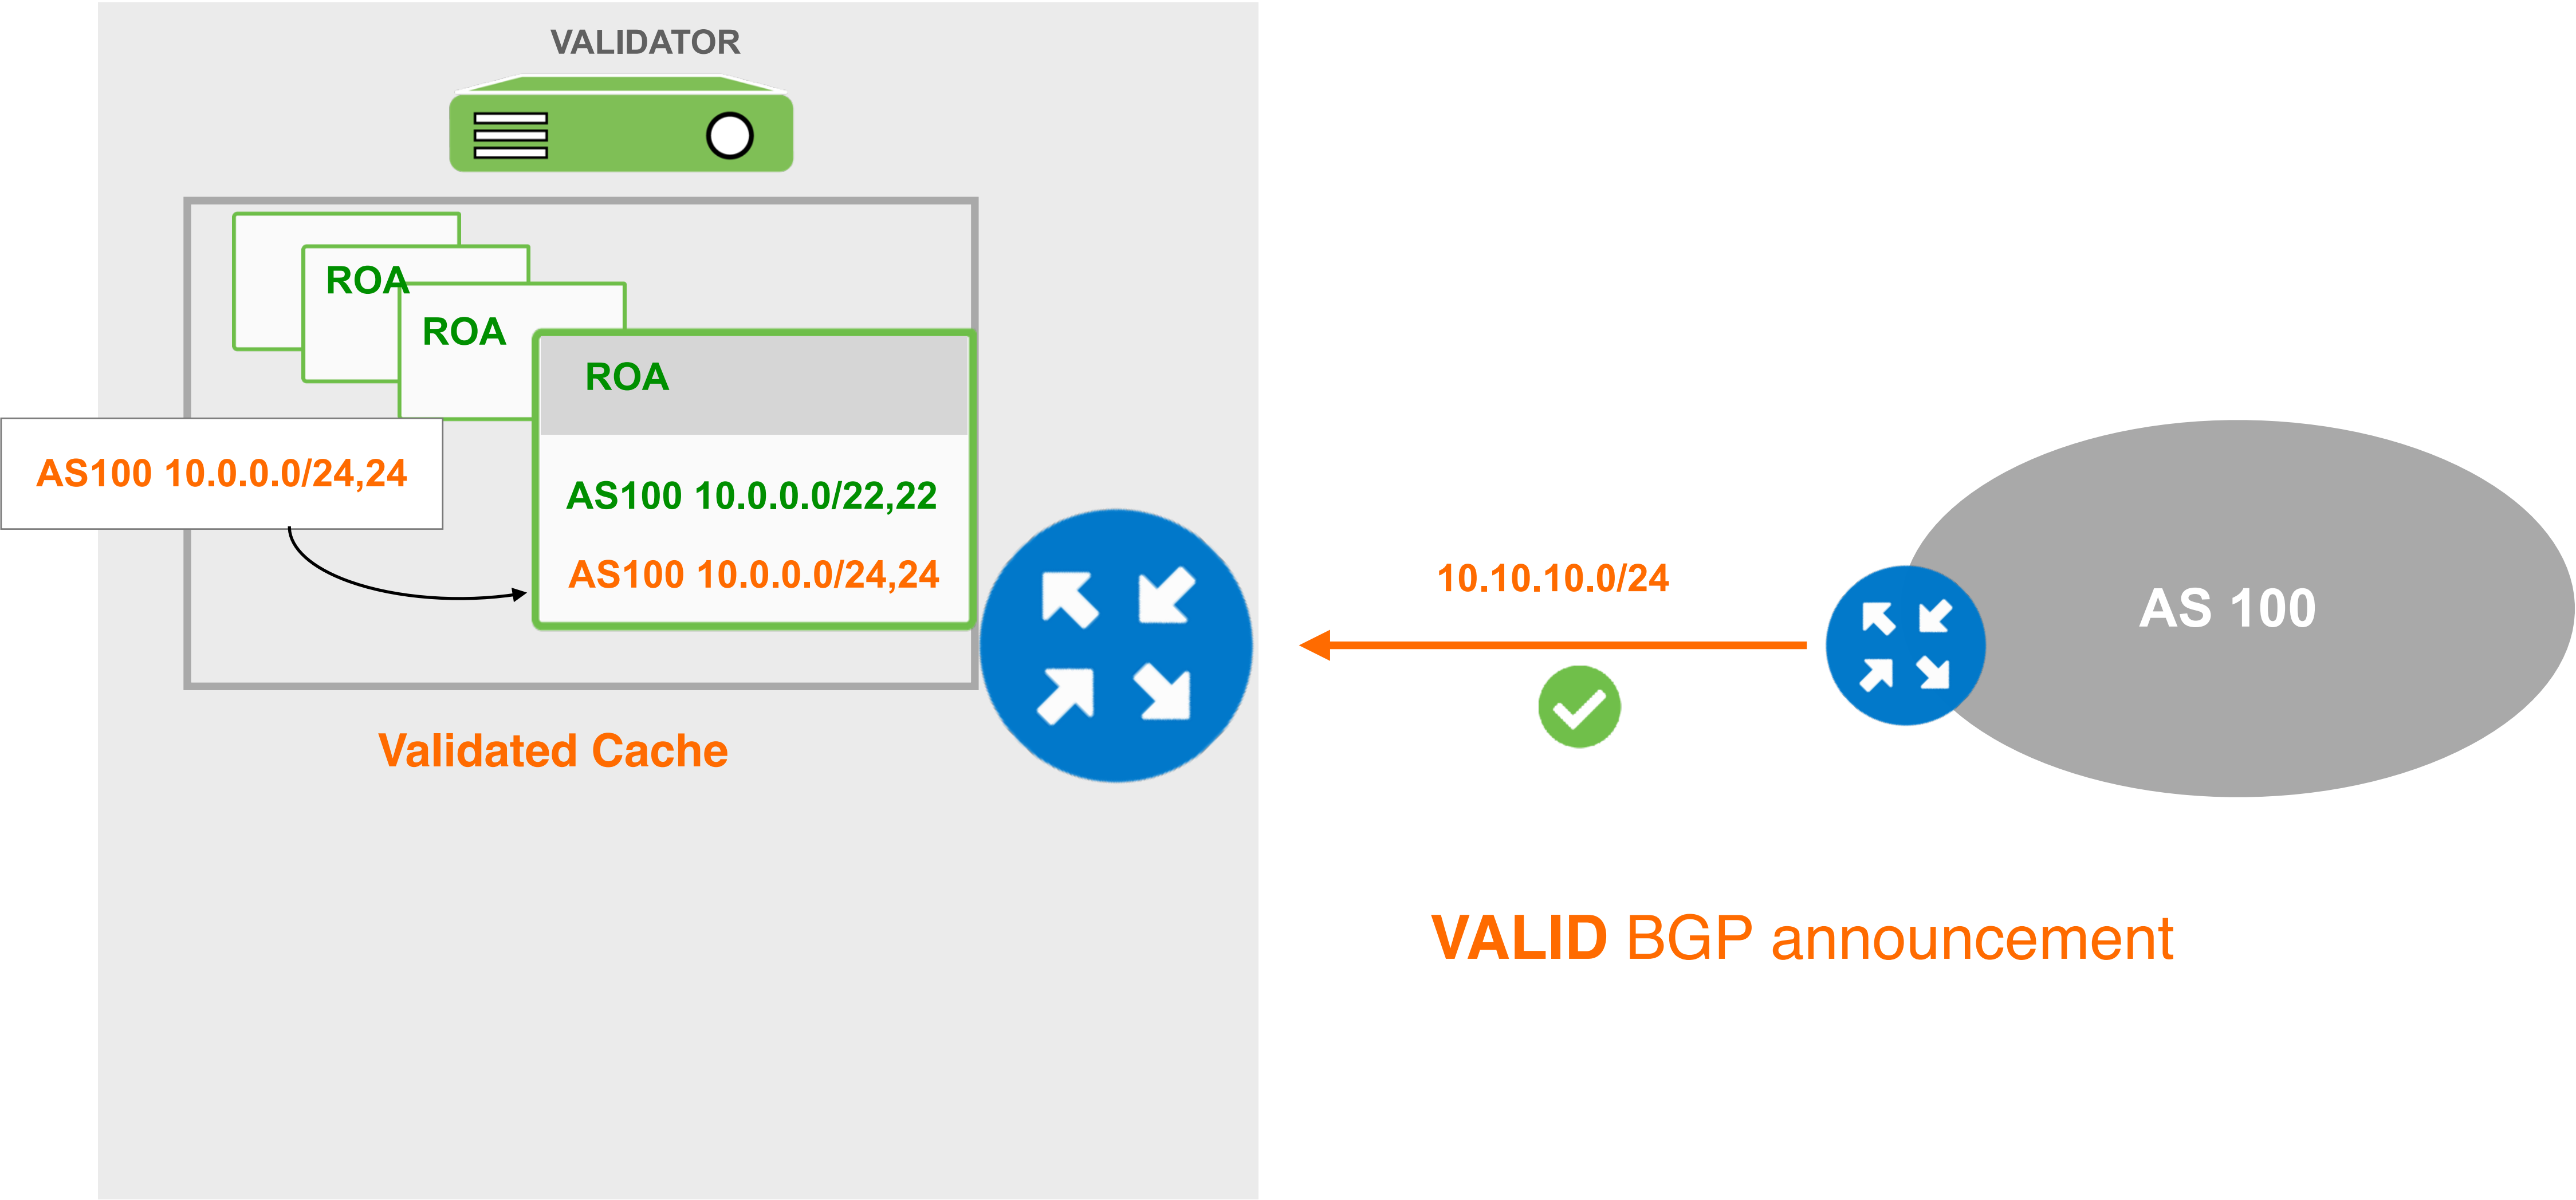 VALIDATOR
ROA
ROA
ROA
AS100 10.0.0.0/24,24
AS100 10.0.0.0/22,22
AS100 10.0.0.0/24,24
Validated Cache
10.10.10.0/24
AS 100
VALID BGP announcement